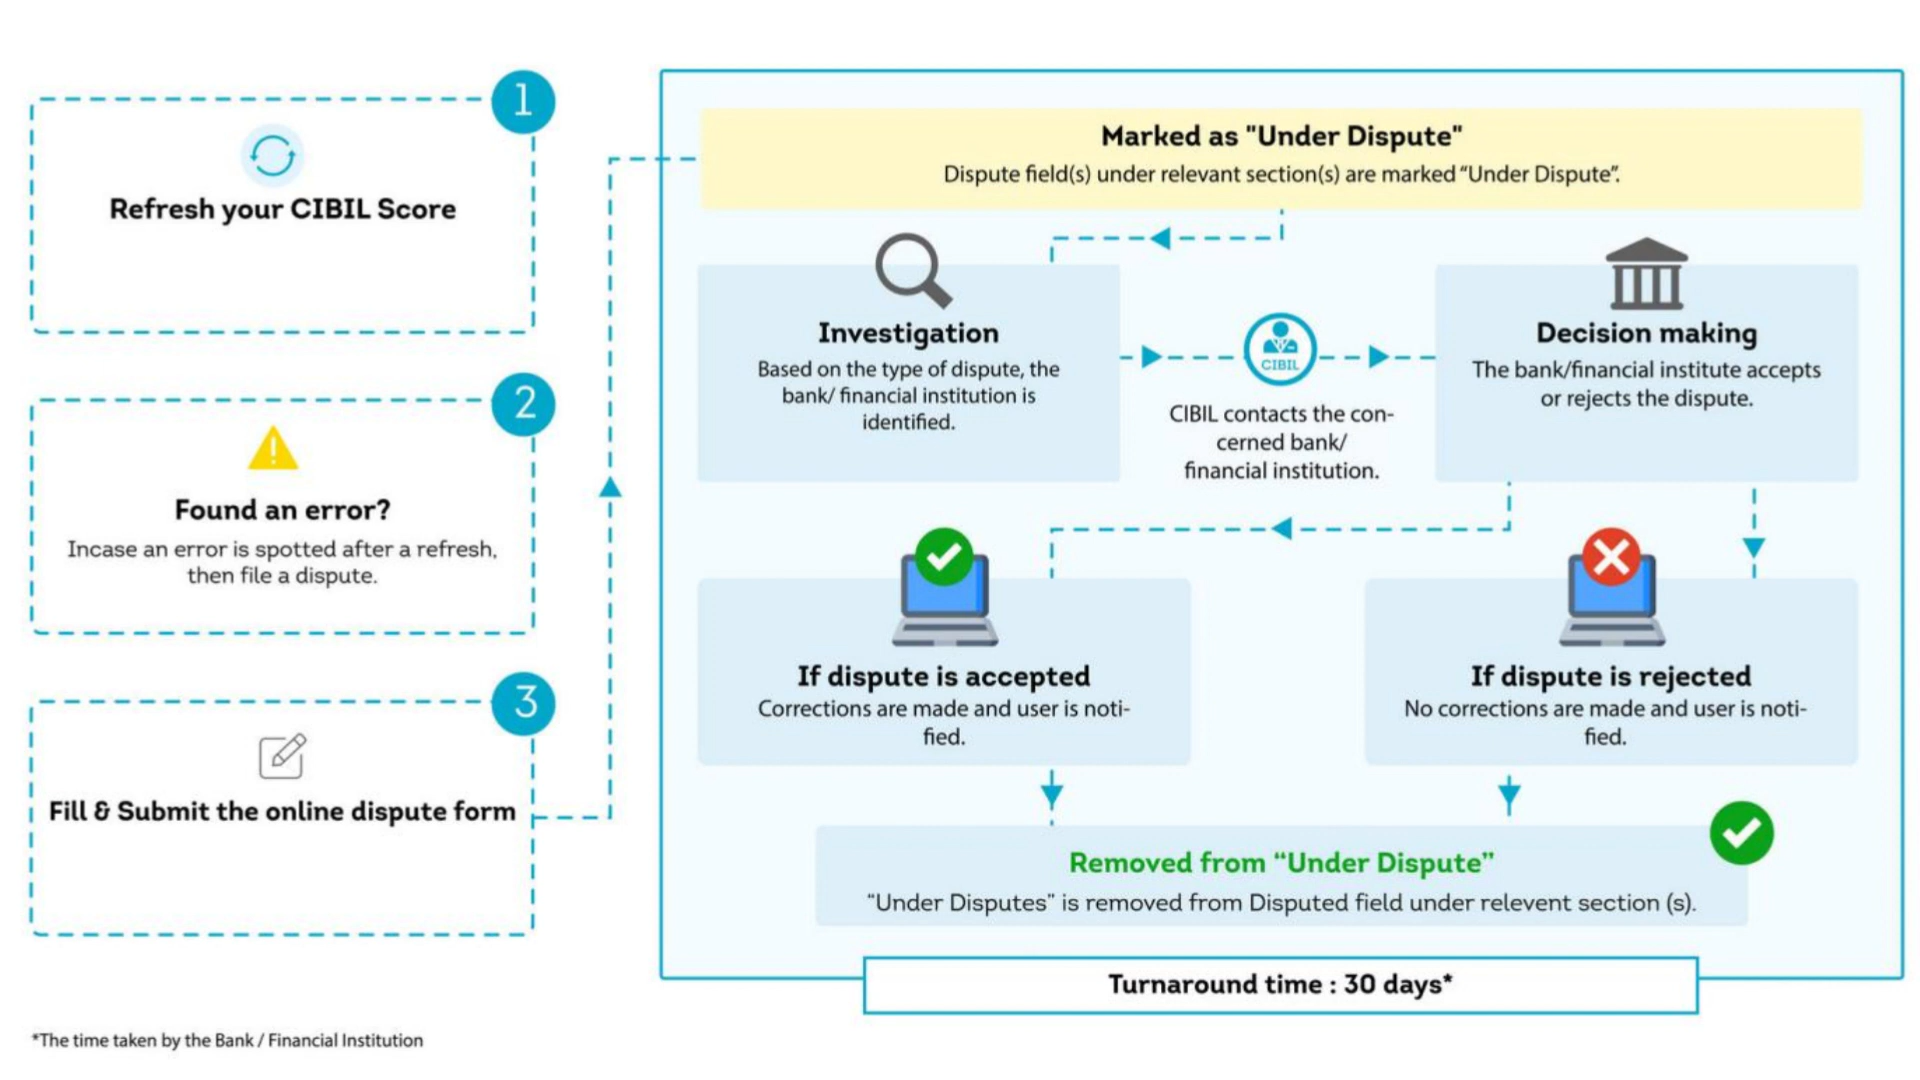 1
Refresh your CIBIL Score
2
Found an error?
Incase an error is spotted after a refresh,
then file a dispute.
3
Fill & Submit the online dispute form
Marked as "Under Dispute"
Dispute field(s) under relevant section(s) are marked “Under Dispute”.
Investigation
Based on the type of dispute, the
bank/ financial institution is
identified.
CIBIL
CIBIL contacts the con-
cerned bank/
financial institution.
Decision making
The bank/financial institute accepts
or rejects the dispute.
If dispute is accepted
Corrections are made and user is noti-
fied.
If dispute is rejected
No corrections are made and user is noti-
fied.
Removed from “Under Dispute”
“Under Disputes” is removed from Disputed field under relevent section (s).
Turnaround time : 30 days*
*The time taken by the Bank / Financial Institution